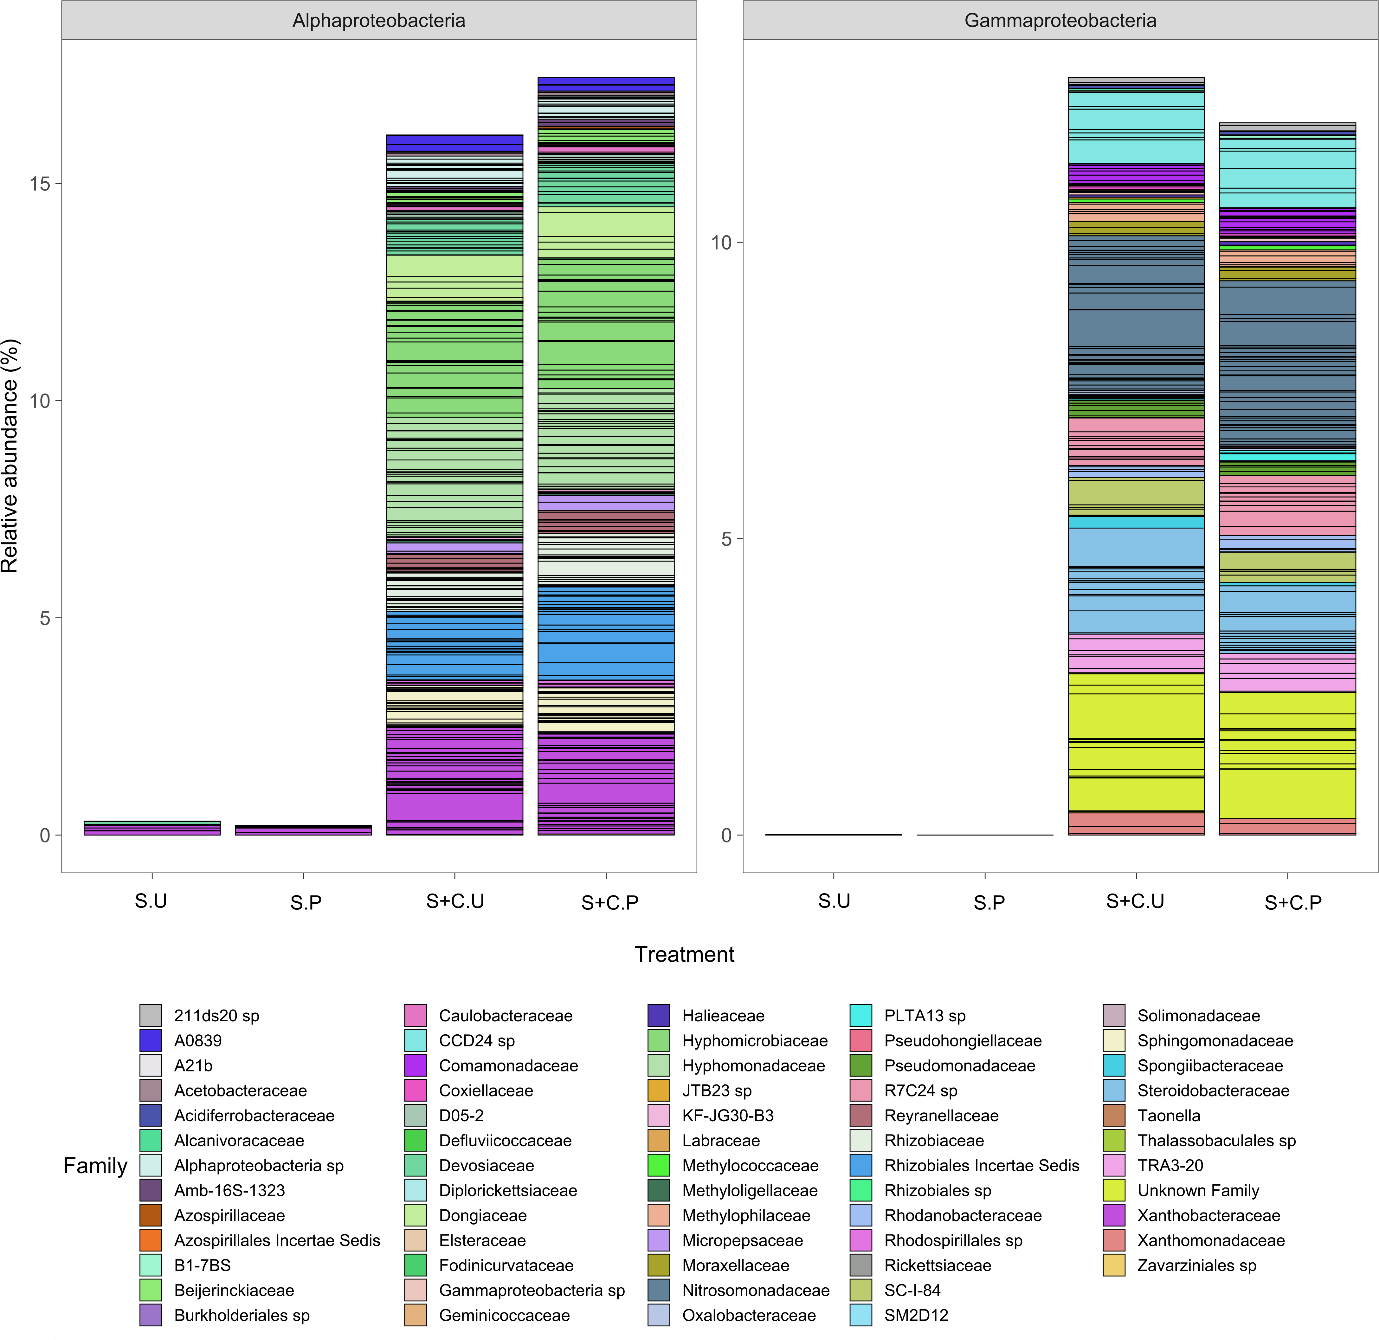 Alphaproteobacteria
Gammaproteobacteria
Relative abundance (%)
15
10
5
0
10
5
0
S.U
S.P
S+C.U
S+C.P
S.U
S.P
S+C.U
S+C.P
Treatment
Family
211ds20 sp
A0839
A21b
Acetobacteraceae
Acidiferrobacteraceae
Alcanivoracaceae
Alphaproteobacteria sp
Amb-16S-1323
Azospirillaceae
Azospirillales Incertae Sedis
B1-7BS
Beijerinckiaceae
Burkholderiales sp
Caulobacteraceae
CCD24 sp
Comamonadaceae
Coxiellaceae
D05-2
Defluviicoccaceae
Devosiaceae
Diplorickettsiaceae
Dongiaceae
Elsteraceae
Fodinicurvataceae
Gammaproteobacteria sp
Geminicoccaceae
Halieaceae
Hyphomicrobiaceae
Hyphomonadaceae
JTB23 sp
KF-JG30-B3
Labraceae
Methylococcaceae
Methyloligellaceae
Methylophilaceae
Micropepsaceae
Moraxellaceae
Nitrosomonadaceae
Oxalobacteraceae
PLTA13 sp
Pseudohongiellaceae
Pseudomonadaceae
R7C24 sp
Reyranellaceae
Rhizobiaceae
Rhizobiales Incertae Sedis
Rhizobiales sp
Rhodanobacteraceae
Rhodospirillales sp
Rickettsiaceae
SC-I-84
SM2D12
Solimonadaceae
Sphingomonadaceae
Spongiibacteraceae
Steroidobacteraceae
Taonella
Thalassobaculales sp
TRA3-20
Unknown Family
Xanthobacteraceae
Xanthomonadaceae
Zavarziniales sp